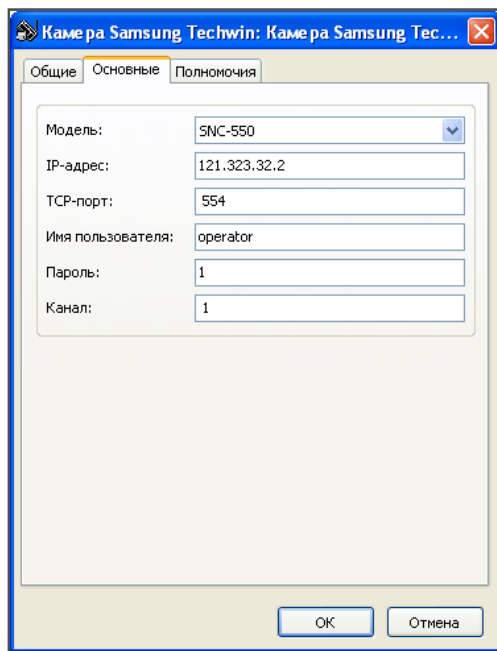 Камера Samsung Techwin: Камера Samsung Tec...
Общие Основные Полномочия
Модель: SNC-550
IP-адрес: 121.323.32.2
TCP-порт: 554
Имя пользователя: operator
Пароль: 1
Канал: 1
ОК Отмена